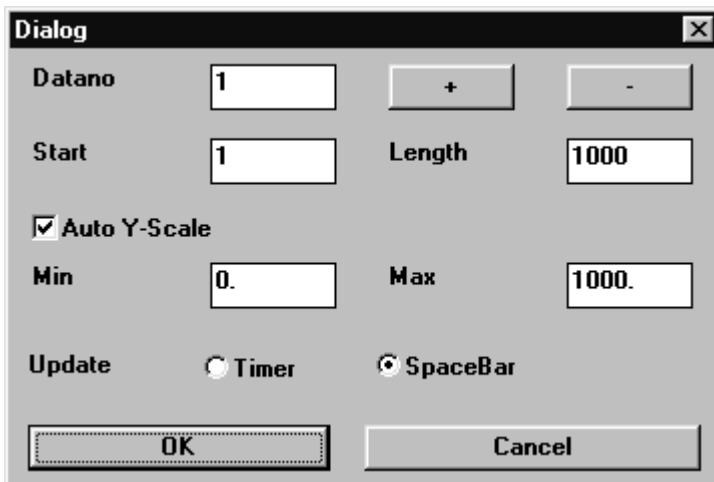 Dialog
Datano 1 + -
Start 1 Length 1000
Auto Y-Scale
Min 0. Max 1000.
Update Timer SpaceBar
OK Cancel